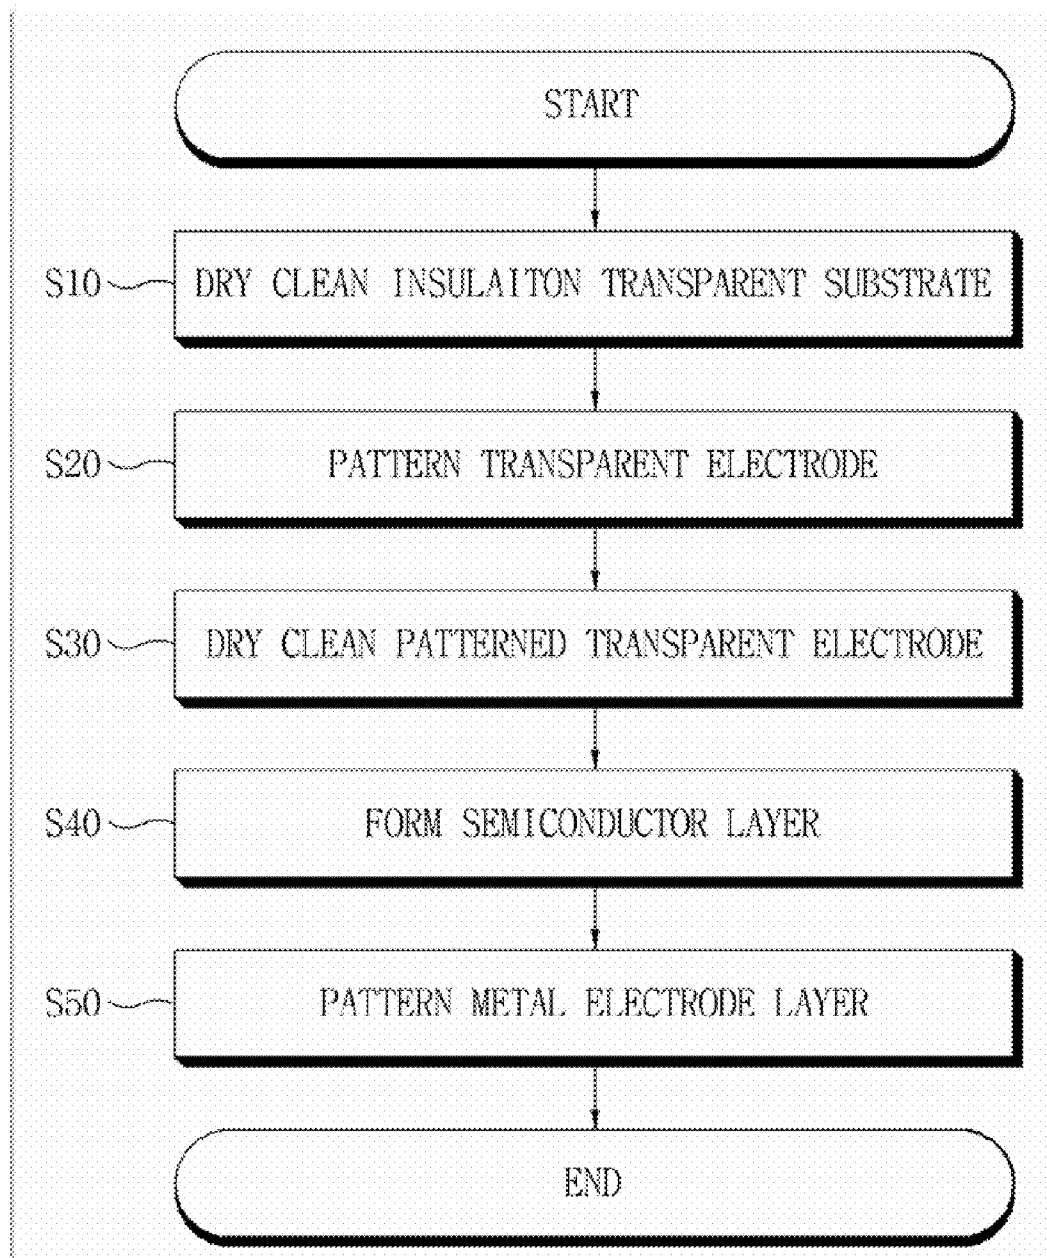 START
S10 DRY CLEAN INSULAITON TRANSPARENT SUBSTRATE
S20 PATTERN TRANSPARENT ELECTRODE
S30 DRY CLEAN PATTERNED TRANSPARENT ELECTRODE
S40 FORM SEMICONDUCTOR LAYER
S50 PATTERN METAL ELECTRODE LAYER
END